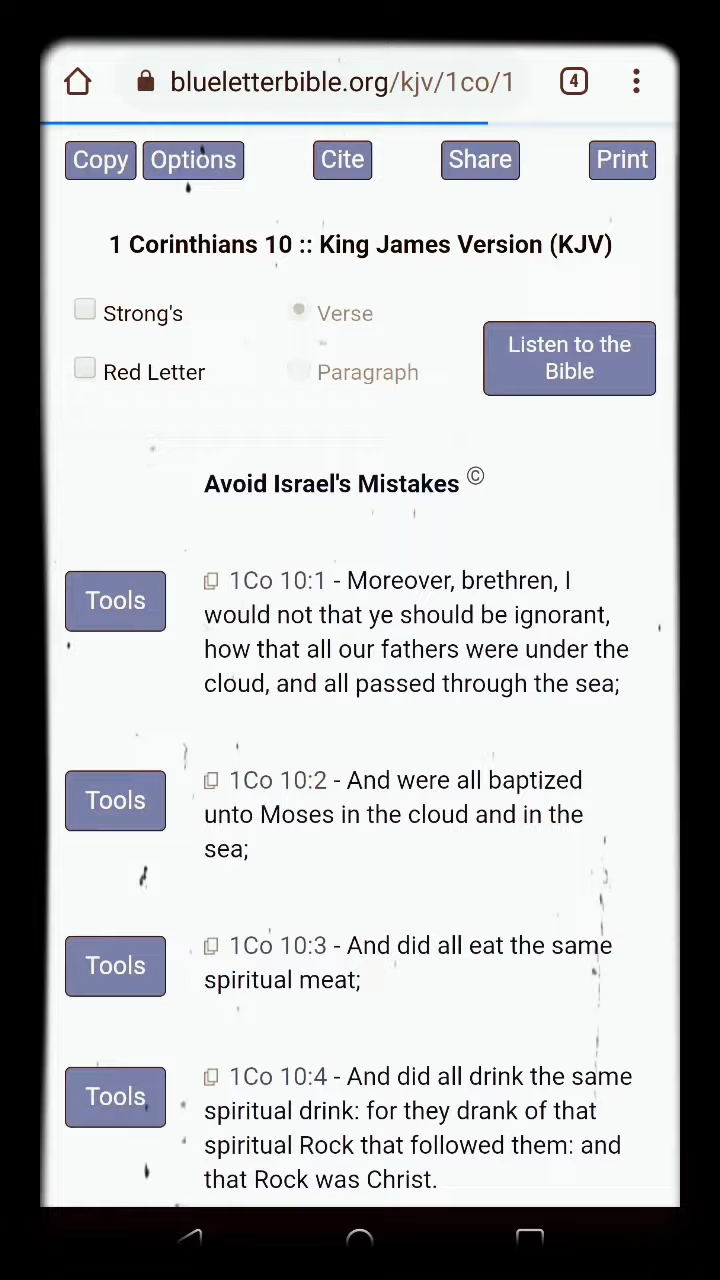 blueletterbible.org/kjv/1co/1
4
Copy Options Cite Share Print
1 Corinthians 10 :: King James Version (KJV)
Strong's Verse
Red Letter Paragraph
Listen to the
Bible
Avoid Israel's Mistakes ©
Tools
1Co 10:1 - Moreover, brethren, I
would not that ye should be ignorant,
how that all our fathers were under the
cloud, and all passed through the sea;
Tools
1Co 10:2 - And were all baptized
unto Moses in the cloud and in the
sea;
Tools
1Co 10:3 - And did all eat the same
spiritual meat;
Tools
1Co 10:4 - And did all drink the same
spiritual drink: for they drank of that
spiritual Rock that followed them: and
that Rock was Christ.